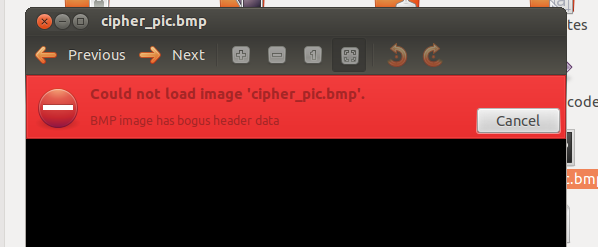 cipher_pic.bmp
Previous Next
tes
Could not load image 'cipher_pic.bmp'.
BMP image has bogus header data
Cancel
code
c.bmp